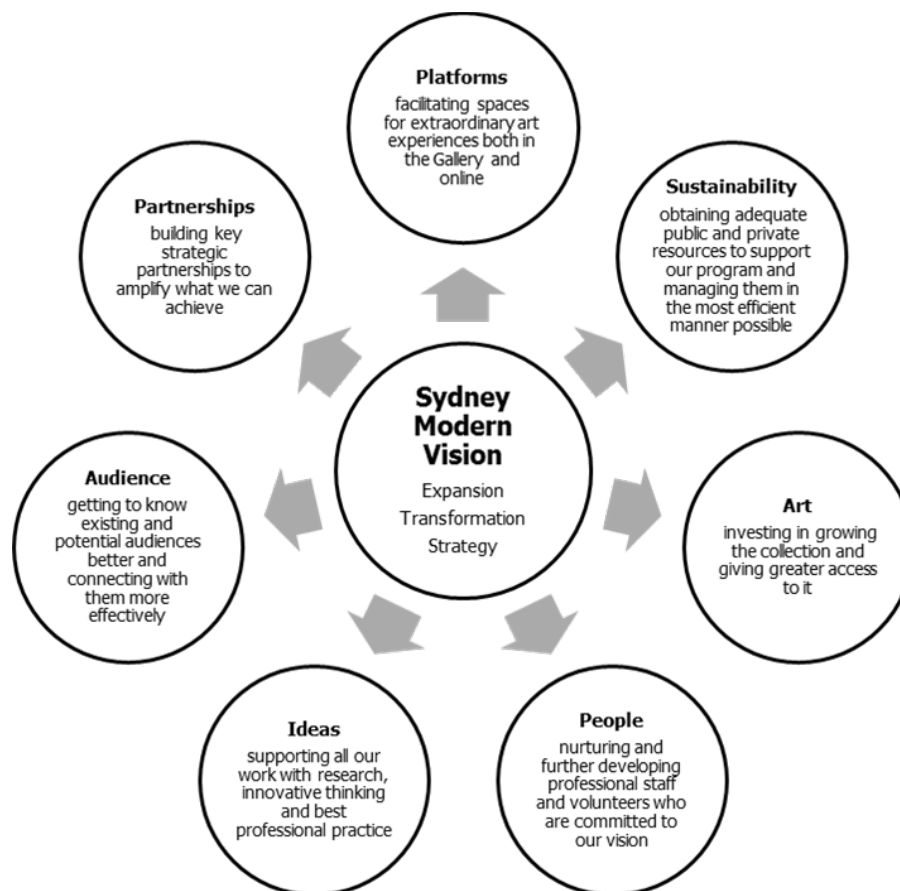 Platforms
facilitating spaces
for extraordinary art
experiences both in
the Gallery and
online
Sustainability
obtaining adequate
public and private
resources to support
our program and
managing them in
the most efficient
manner possible
Art
investing in growing
the collection and
giving greater access
to it
People
nurturing and
further developing
professional staff
and volunteers who
are committed to
our vision
Ideas
supporting all our
work with research,
innovative thinking
and best
professional practice
Audience
getting to know
existing and
potential audiences
better and
connecting with
them more
effectively
Partnerships
building key
strategic
partnerships to
amplify what we can
achieve
Sydney
Modern
Vision
Expansion
Transformation
Strategy